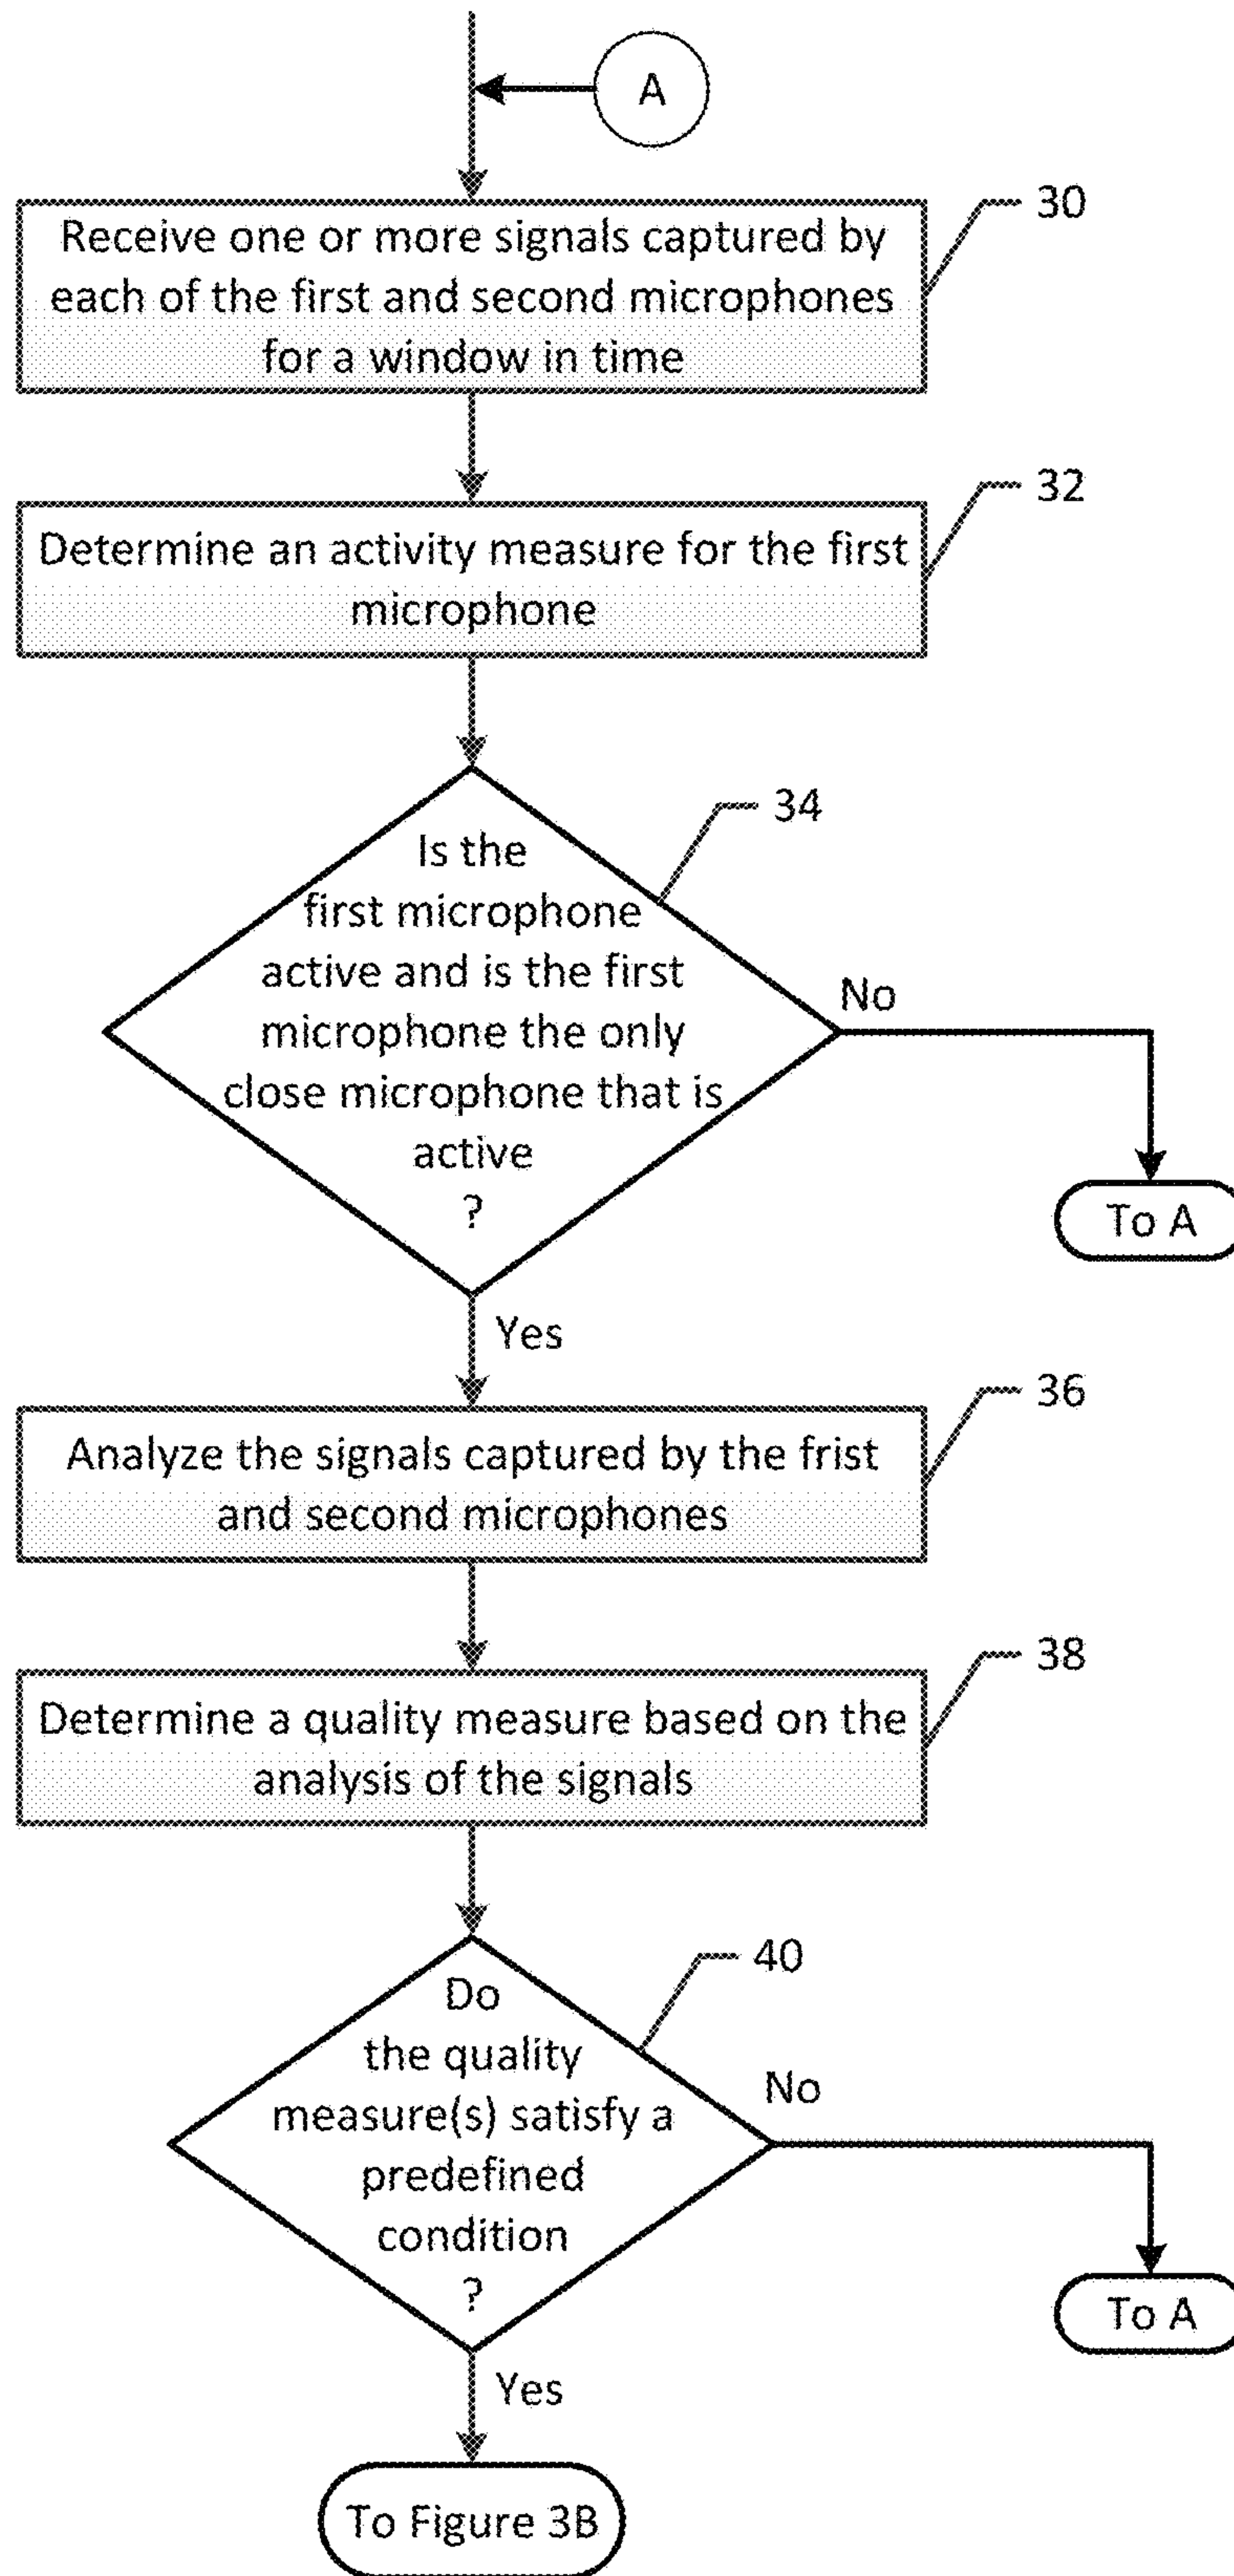 A
30
Receive one or more signals captured by
each of the first and second microphones
for a window in time
32
Determine an activity measure for the first
microphone
34
Is the
first microphone
active and is the first
microphone the only
close microphone that is
active
?
No
To A
Yes
36
Analyze the signals captured by the frist
and second microphones
38
Determine a quality measure based on the
analysis of the signals
40
Do
the quality
measure(s) satisfy a
predefined
condition
?
No
To A
Yes
To Figure 3B